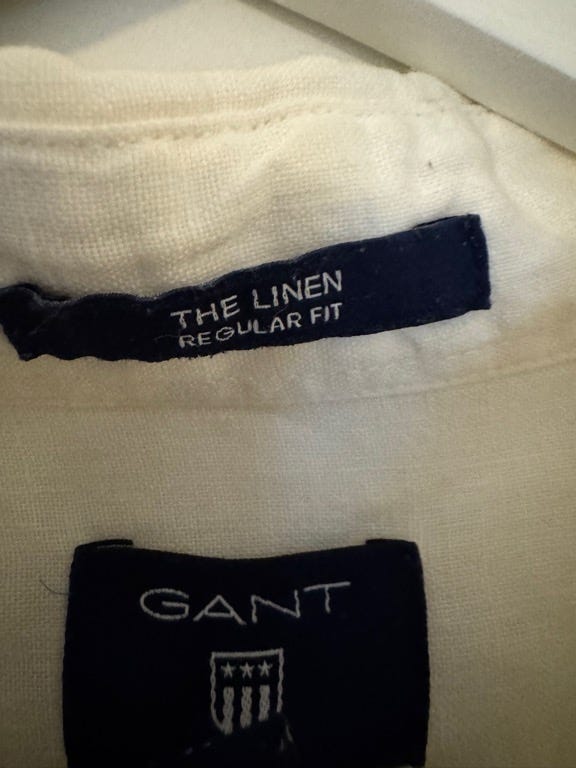 THE LINEN
REGULAR FIT
GANT